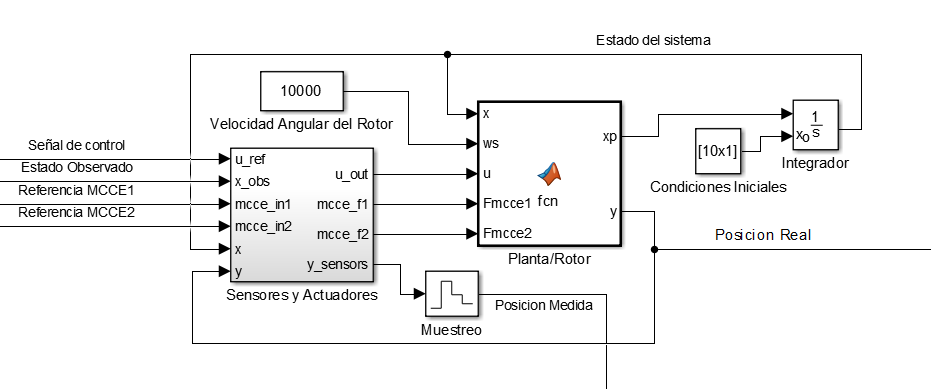 Estado del sistema
10000
Velocidad Angular del Rotor
x
ws
u
Fmcce1
Fmcce2
fcn
xp
y
Planta/Rotor
[10x1]
Condiciones Iniciales
1
s
xo
Integrador
Señal de control
Estado Observado
Referencia MCCE1
Referencia MCCE2
u_ref
x_obs
mcce_in1
mcce_in2
x
y
u_out
mcce_f1
mcce_f2
y_sensors
Sensores y Actuadores
Muestreo
Posicion Medida
Posicion Real